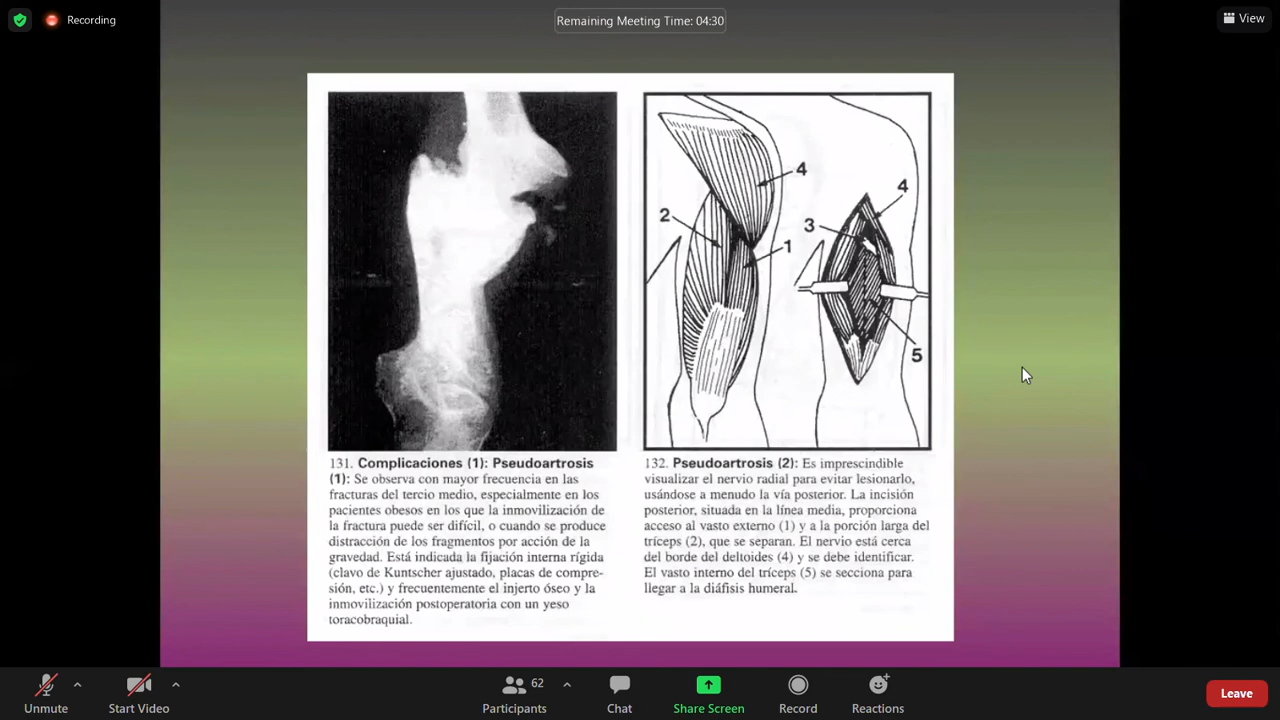 Recording
Remaining Meeting Time: 04:30
View
4
2
1
4
3
5
131. Complicaciones (1): Pseudoartrosis
(1): Se observa con mayor frecuencia en las
fracturas del tercio medio, especialmente en los
pacientes obesos en los que la inmovilización de
la fractura puede ser difícil, o cuando se produce
distracción de los fragmentos por acción de la
gravedad. Está indicada la fijación interna rígida
(clavo de Kuntscher ajustado, placas de compre-
sión, etc.) y frecuentemente el injerto óseo y la
inmovilización postoperatoria con un yeso
toracobraquial.
132. Pseudoartrosis (2): Es imprescindible
visualizar el nervio radial para evitar lesionarlo,
usándose a menudo la vía posterior. La incisión
posterior, situada en la línea media, proporciona
acceso al vasto externo (1) y a la porción larga del
tríceps (2), que se separan. El nervio está cerca
del borde del deltoides (4) y se debe identificar.
El vasto interno del tríceps (5) se secciona para
llegar a la diáfisis humeral.
Unmute
Start Video
62
Participants
Chat
Share Screen
Record
Reactions
Leave